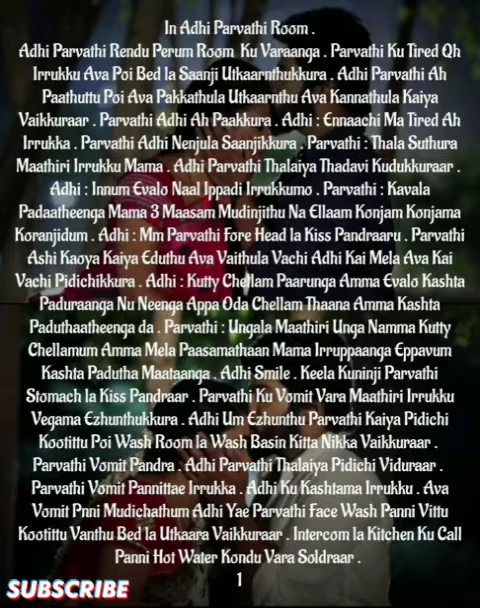 In Adhi Parvathi Room .
Adhi Parvathi Rendu Perum Room Ku Varaanga . Parvathi Ku Tired Qh
Irrukku Ava Poi Bed la Saanji Utkaarnthukkura . Adhi Parvathi Ah
Paathuttu Poi Ava Pakkathula Utkaarnthu Ava Kannathula Kaiya
Vaikkuraar . Parvathi Adhi Ah Paakkura . Adhi : Ennaachi Ma Tired Ah
Irrukka . Parvathi Adhi Nenjula Saanjikkura . Parvathi : Thala Suthura
Maathiri Irrukku Mama . Adhi Parvathi Thalaiya Thadavi Kudukkuraar .
Adhi : Innum Evalo Naal Ippadi Irrukkumo . Parvathi : Kavala
Padaatheenga Mama 3 Maasam Mudinjithu Na Ellaam Konjam Konjama
Koranjidum . Adhi : Mm Parvathi Fore Head la Kiss Pandraaru . Parvathi
Ashi Kaoya Kaiya Eduthu Ava Vaithula Vachi Adhi Kai Mela Ava Kai
Vachi Pidichikkura . Adhi : Kutty Chellam Paarunga Amma Evalo Kashta
Paduraanga Nu Neenga Appa Oda Chellam Thaana Amma Kashta
Paduthaatheenga da . Parvathi : Ungala Maathiri Unga Namma Kutty
Chellamum Amma Mela Paasamathaan Mama Irruppaanga Eppavum
Kashta Padutha Maataanga . Adhi Smile . Keela Kuninji Parvathi
Stomach la Kiss Pandraar . Parvathi Ku Vomit Vara Maathiri Irrukku
Vegama Ezhunthukkura . Adhi Um Ezhunthu Parvathi Kaiya Pidichi
Kootittu Poi Wash Room la Wash Basin Kitta Nikka Vaikkuraar .
Parvathi Vomit Pandra . Adhi Parvathi Thalaiya Pidichi Viduraar .
Parvathi Vomit Pannittae Irrukka . Adhi Ku Kashtama Irrukku . Ava
Vomit Pnni Mudichathum Adhi Yae Parvathi Face Wash Panni Vittu
Kootittu Vanthu Bed la Utkaara Vaikkuraar . Intercom la Kitchen Ku Call
Panni Hot Water Kondu Vara Soldraar .
1
SUBSCRIBE